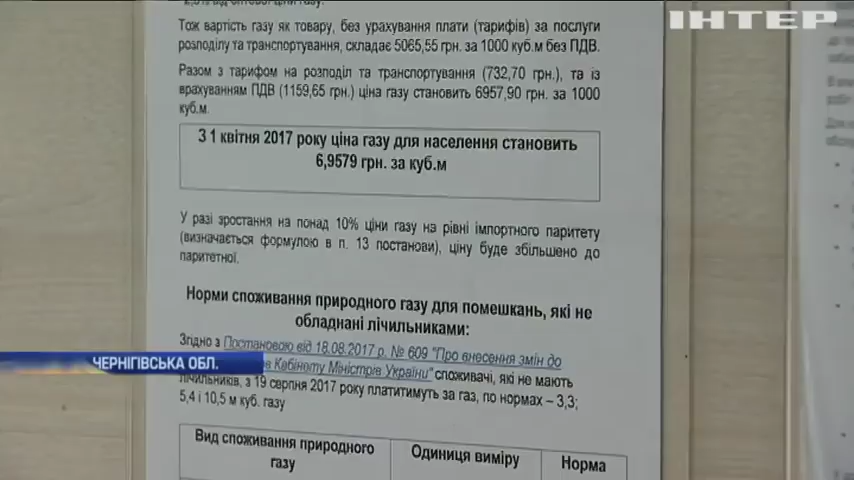 ІНТЕР
2,5% від оптової ціни газу.
Тож вартість газу як товару, без урахування плати (тарифів) за послуги
розподілу та транспортування, складає 5065,55 грн. за 1000 куб.м без ПДВ.
Разом з тарифом на розподіл та транспортування (732,70 грн.), та із
врахуванням ПДВ (1159,65 грн.) ціна газу становить 6957,90 грн. за 1000
куб.м.
З 1 квітня 2017 року ціна газу для населення становить
6,9579 грн. за куб.м
У разі зростання на понад 10% ціни газу на рівні імпортного паритету
(визначається формулою в п. 13 постанови), ціну буде збільшено до
паритетної.
Норми споживання природного газу для помешкань, які не
обладнані лічильниками:
Згідно з Постановою від 18.08.2017 р. № 609 "Про внесення змін до
Кабінету Міністрів України" споживачі, які не мають
лічильників, з 19 серпня 2017 року платитимуть за газ, по нормах – 3,3;
5,4 і 10,5 м куб. газу
ЧЕРНІГІВСЬКА ОБЛ.
Вид споживання природного
газу
Одиниця виміру
Норма